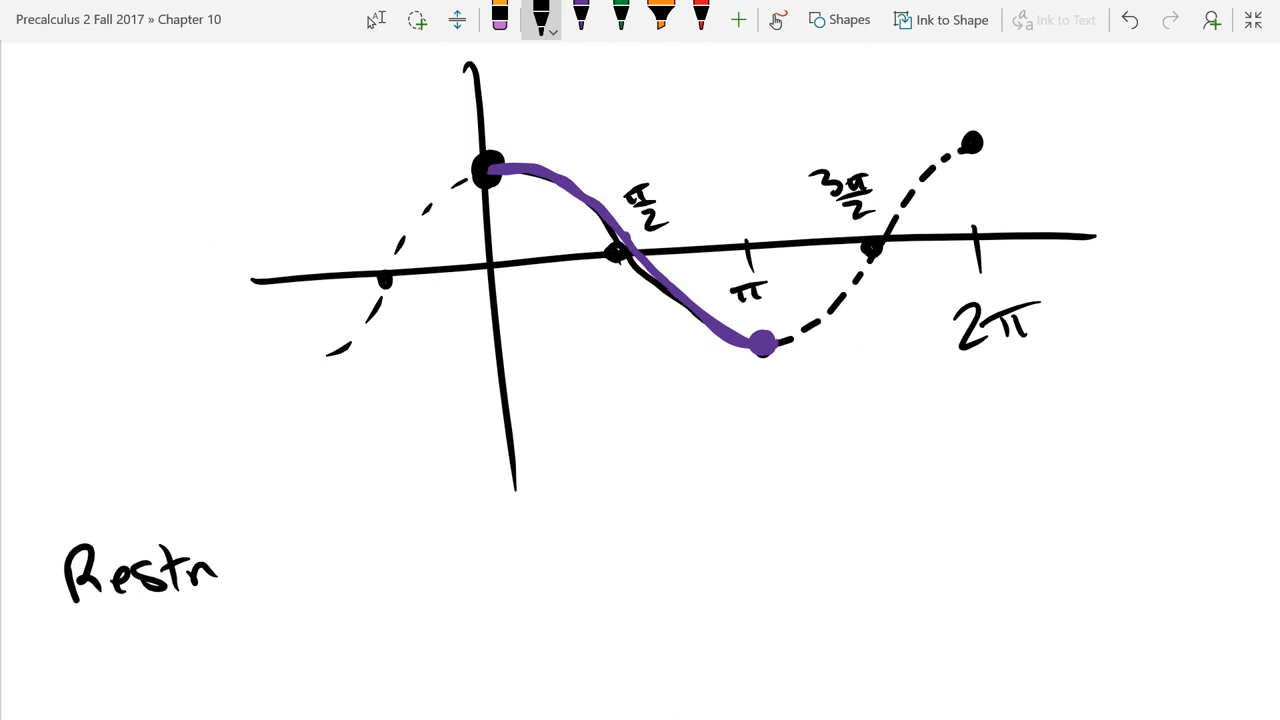 Precalculus 2 Fall 2017 » Chapter 10
Shapes
Ink to Shape
Ink to Text
π/2
3π/2
π
2π
Restr